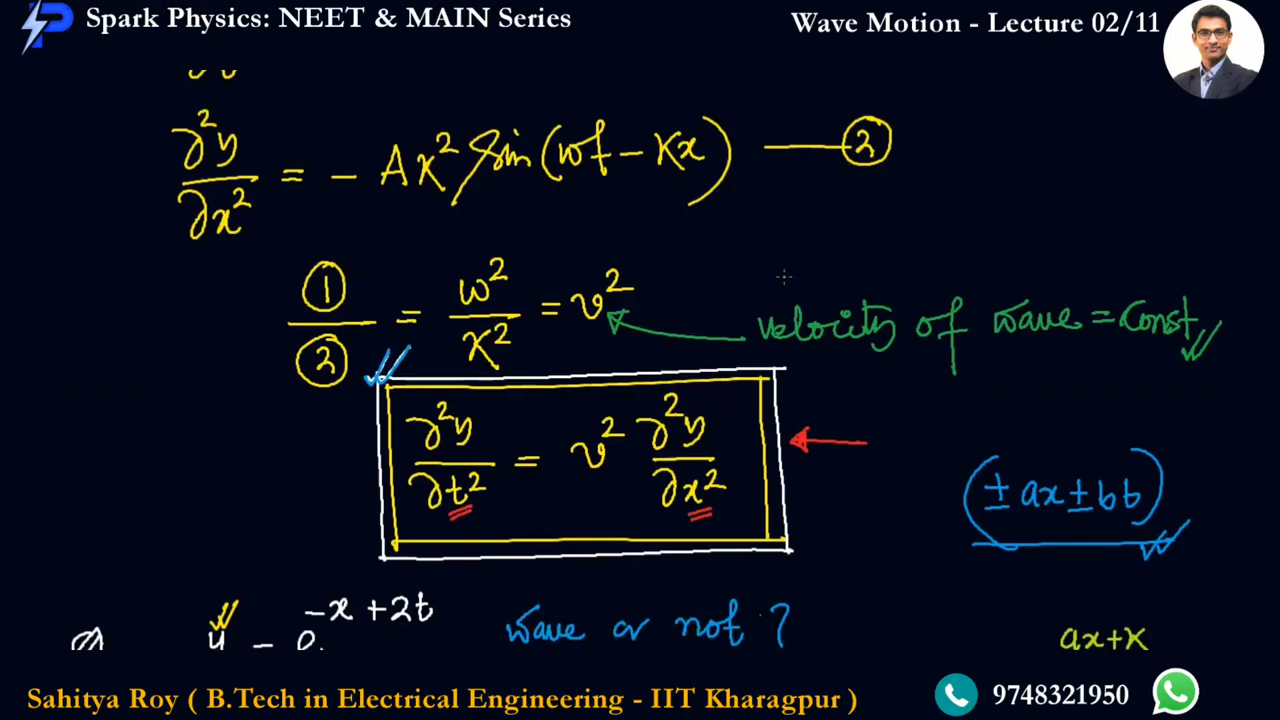 Spark Physics: NEET & MAIN Series
Wave Motion - Lecture 02/11
∂²y/∂x² = - AK² sin(ωt - Kx) —— ②
①/② = ω²/K² = v²
velocity of wave = Const
∂²y/∂t² = v² ∂²y/∂x²
(± ax ± bt)
y = e^(-x + 2t) wave or not ?
ax+K
Sahitya Roy ( B.Tech in Electrical Engineering - IIT Kharagpur )
9748321950